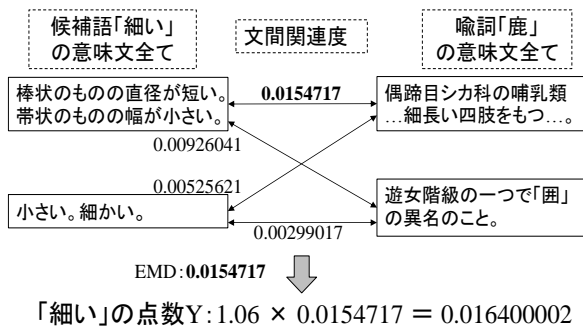 候補語「細い」
の意味文全て
文間関連度
喩詞「鹿」
の意味文全て
棒状のものの直径が短い。
帯状のものの幅が小さい。
0.0154717
偶蹄目シカ科の哺乳類
…細長い四肢をもつ…。
0.00926041
0.00525621
小さい。細かい。
遊女階級の一つで「囲」
の異名のこと。
0.00299017
EMD:0.0154717
「細い」の点数Y:1.06 × 0.0154717 = 0.016400002